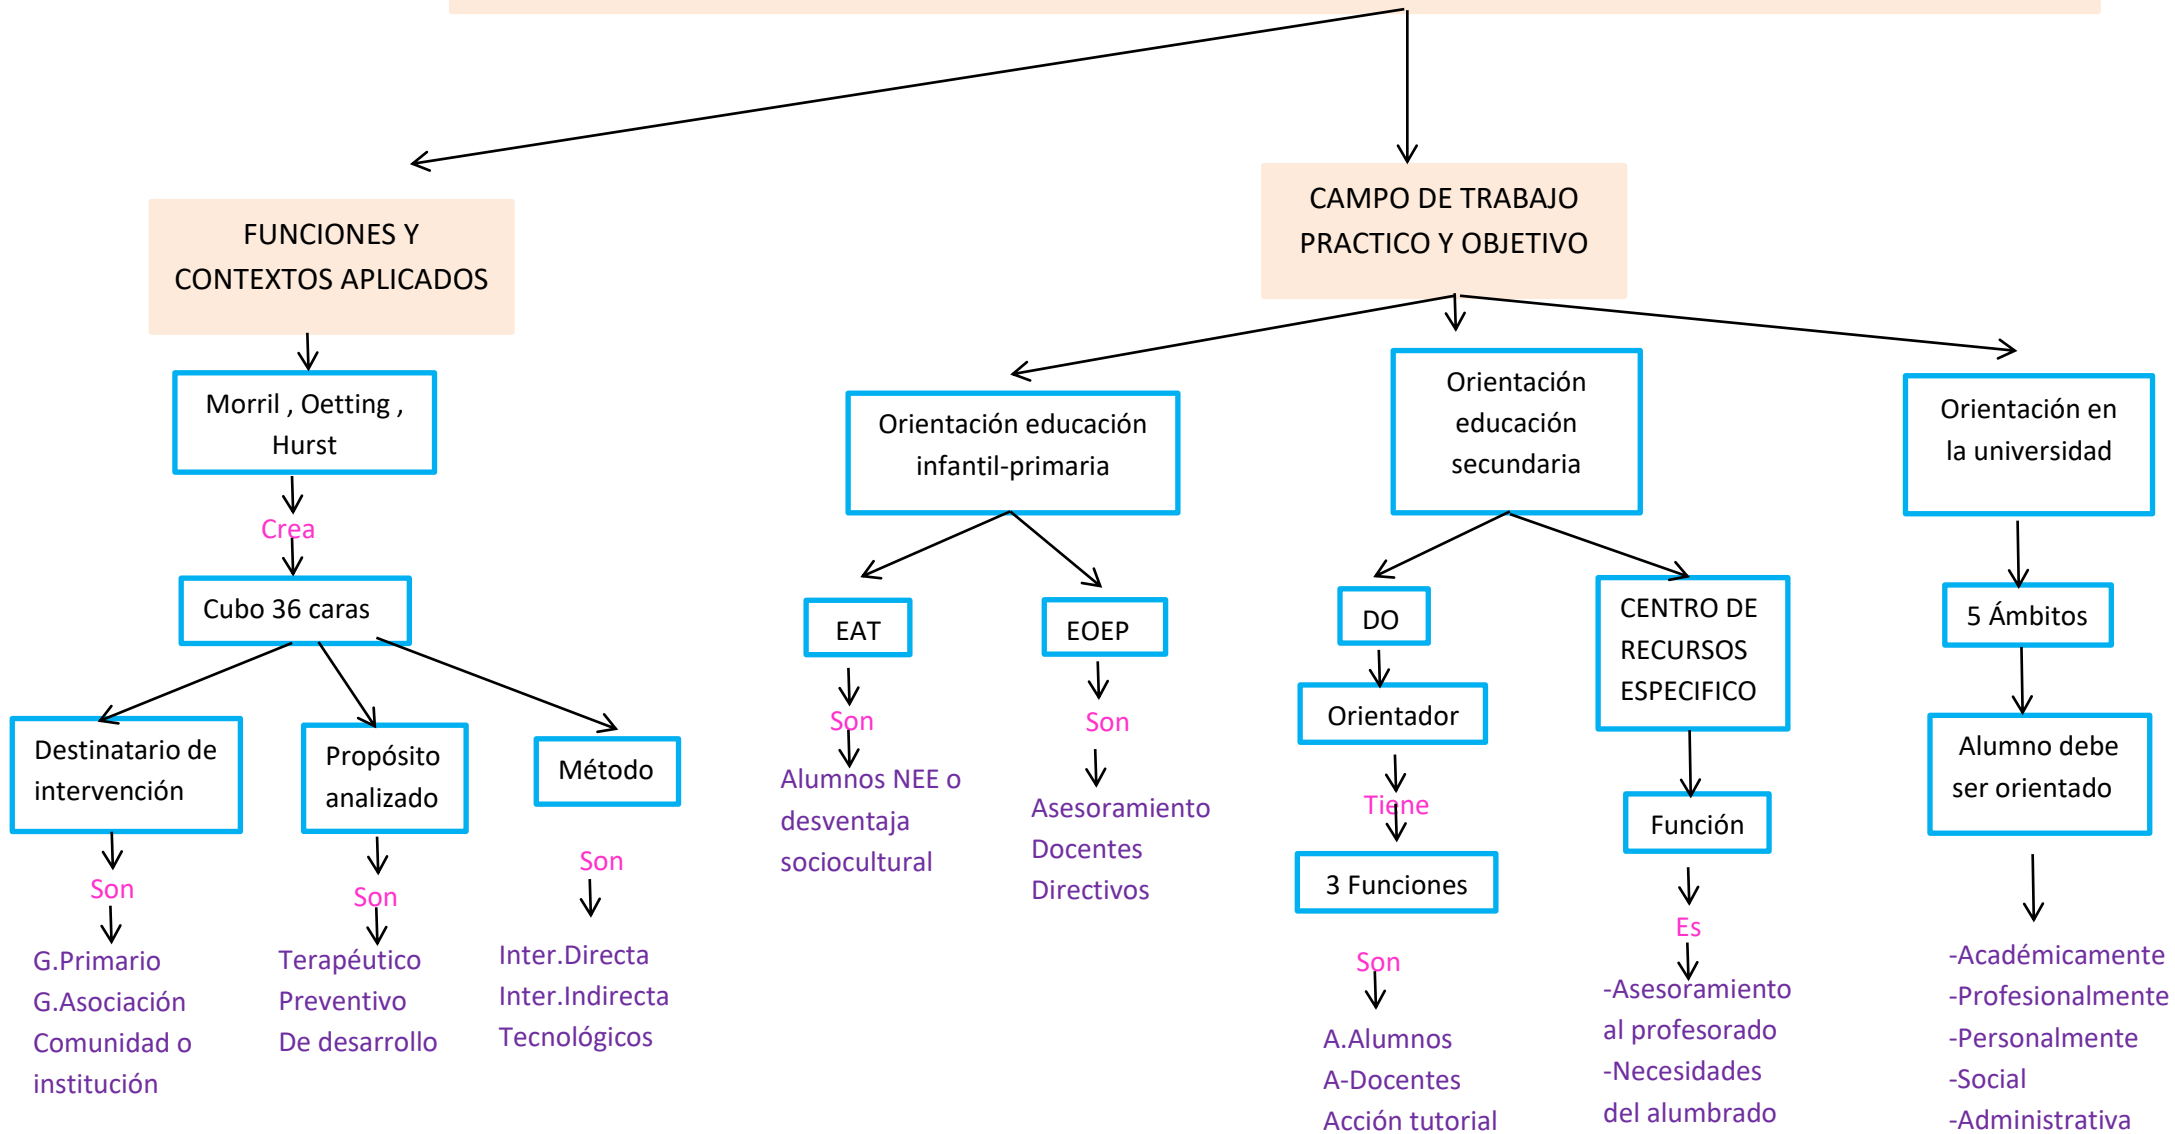 FUNCIONES Y
CONTEXTOS APLICADOS
Morril , Oetting ,
Hurst
Crea
Cubo 36 caras
Destinatario de
intervención
Son
G.Primario
G.Asociación
Comunidad o
institución
Propósito
analizado
Son
Terapéutico
Preventivo
De desarrollo
Método
Son
Inter.Directa
Inter.Indirecta
Tecnológicos
CAMPO DE TRABAJO
PRACTICO Y OBJETIVO
Orientación educación
infantil-primaria
EAT
Son
Alumnos NEE o
desventaja
sociocultural
EOEP
Son
Asesoramiento
Docentes
Directivos
Orientación
educación
secundaria
DO
Orientador
Tiene
3 Funciones
Son
A.Alumnos
A-Docentes
Acción tutorial
CENTRO DE
RECURSOS
ESPECIFICO
Función
Es
-Asesoramiento
al profesorado
-Necesidades
del alumbrado
Orientación en
la universidad
5 Ámbitos
Alumno debe
ser orientado
-Académicamente
-Profesionalmente
-Personalmente
-Social
-Administrativa